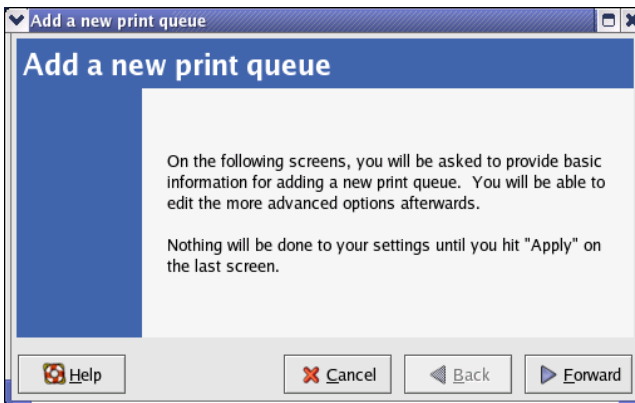 Add a new print queue
Add a new print queue
On the following screens, you will be asked to provide basic
information for adding a new print queue.  You will be able to
edit the more advanced options afterwards.
Nothing will be done to your settings until you hit "Apply" on
the last screen.
Help
Cancel
Back
Forward